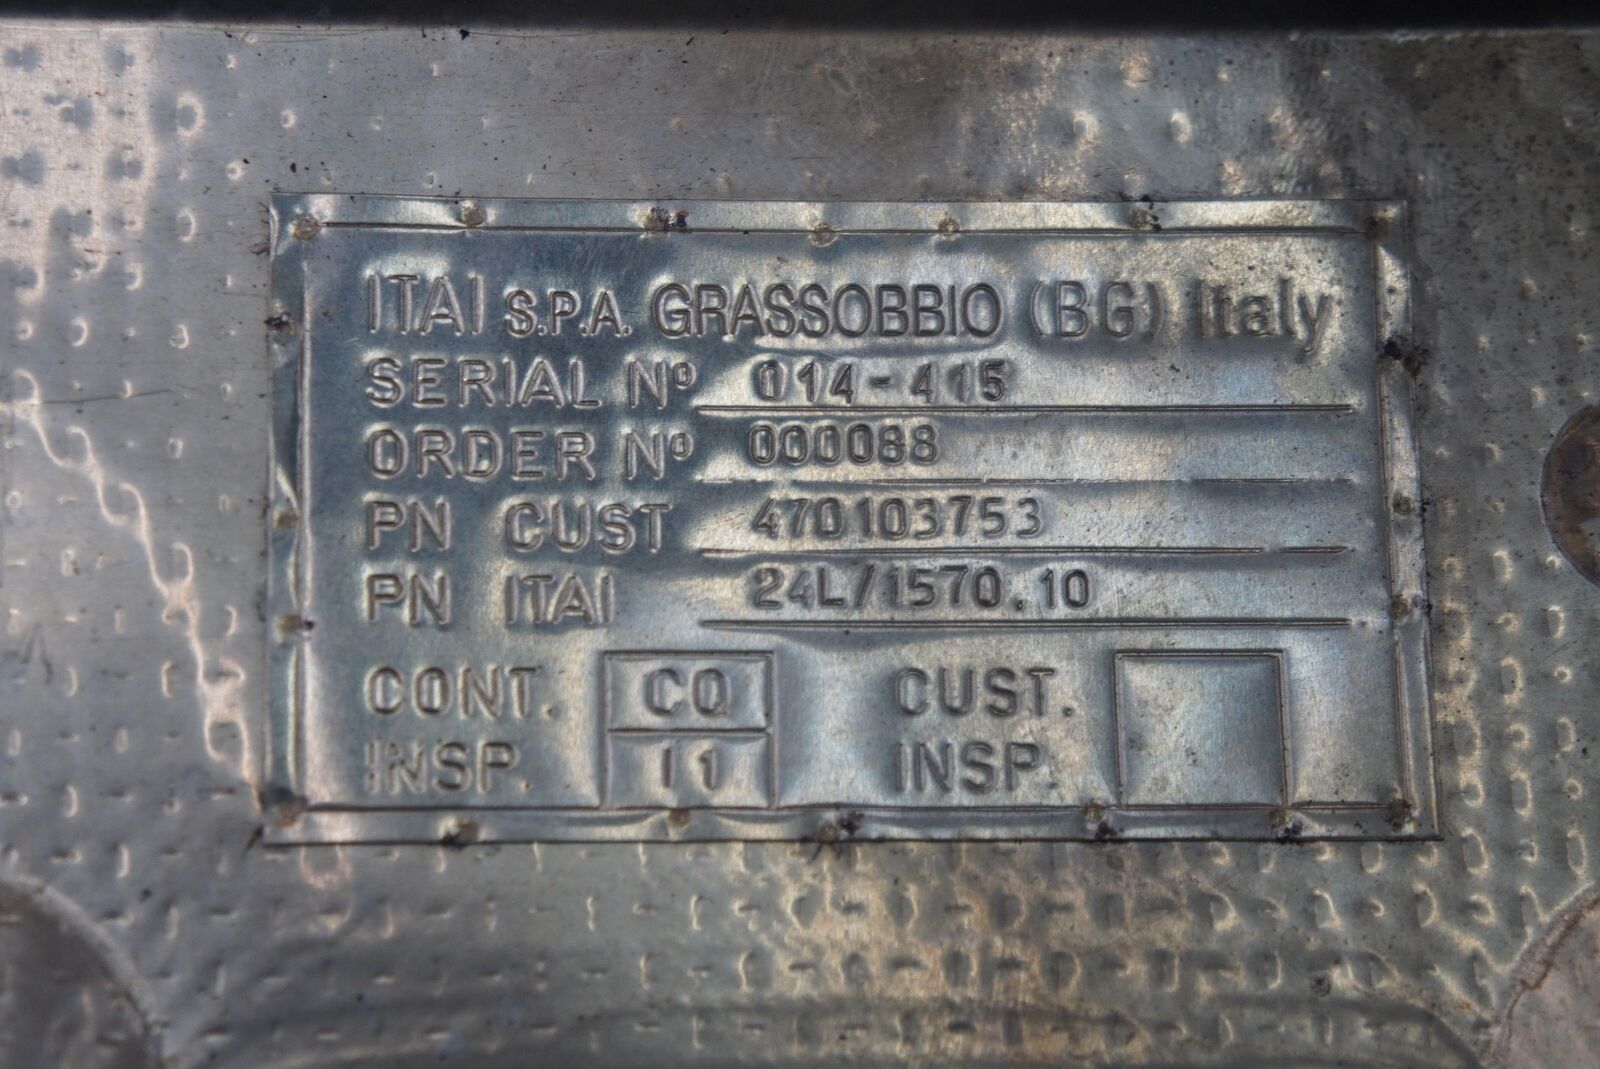 ITAI S.P.A. GRASSOBBIO (BG) Italy
SERIAL Nº 014-415
ORDER Nº 000088
PN CUST 470103753
PN ITAI 24L/1570.10
CONT. INSP. CQ 11
CUST. INSP.